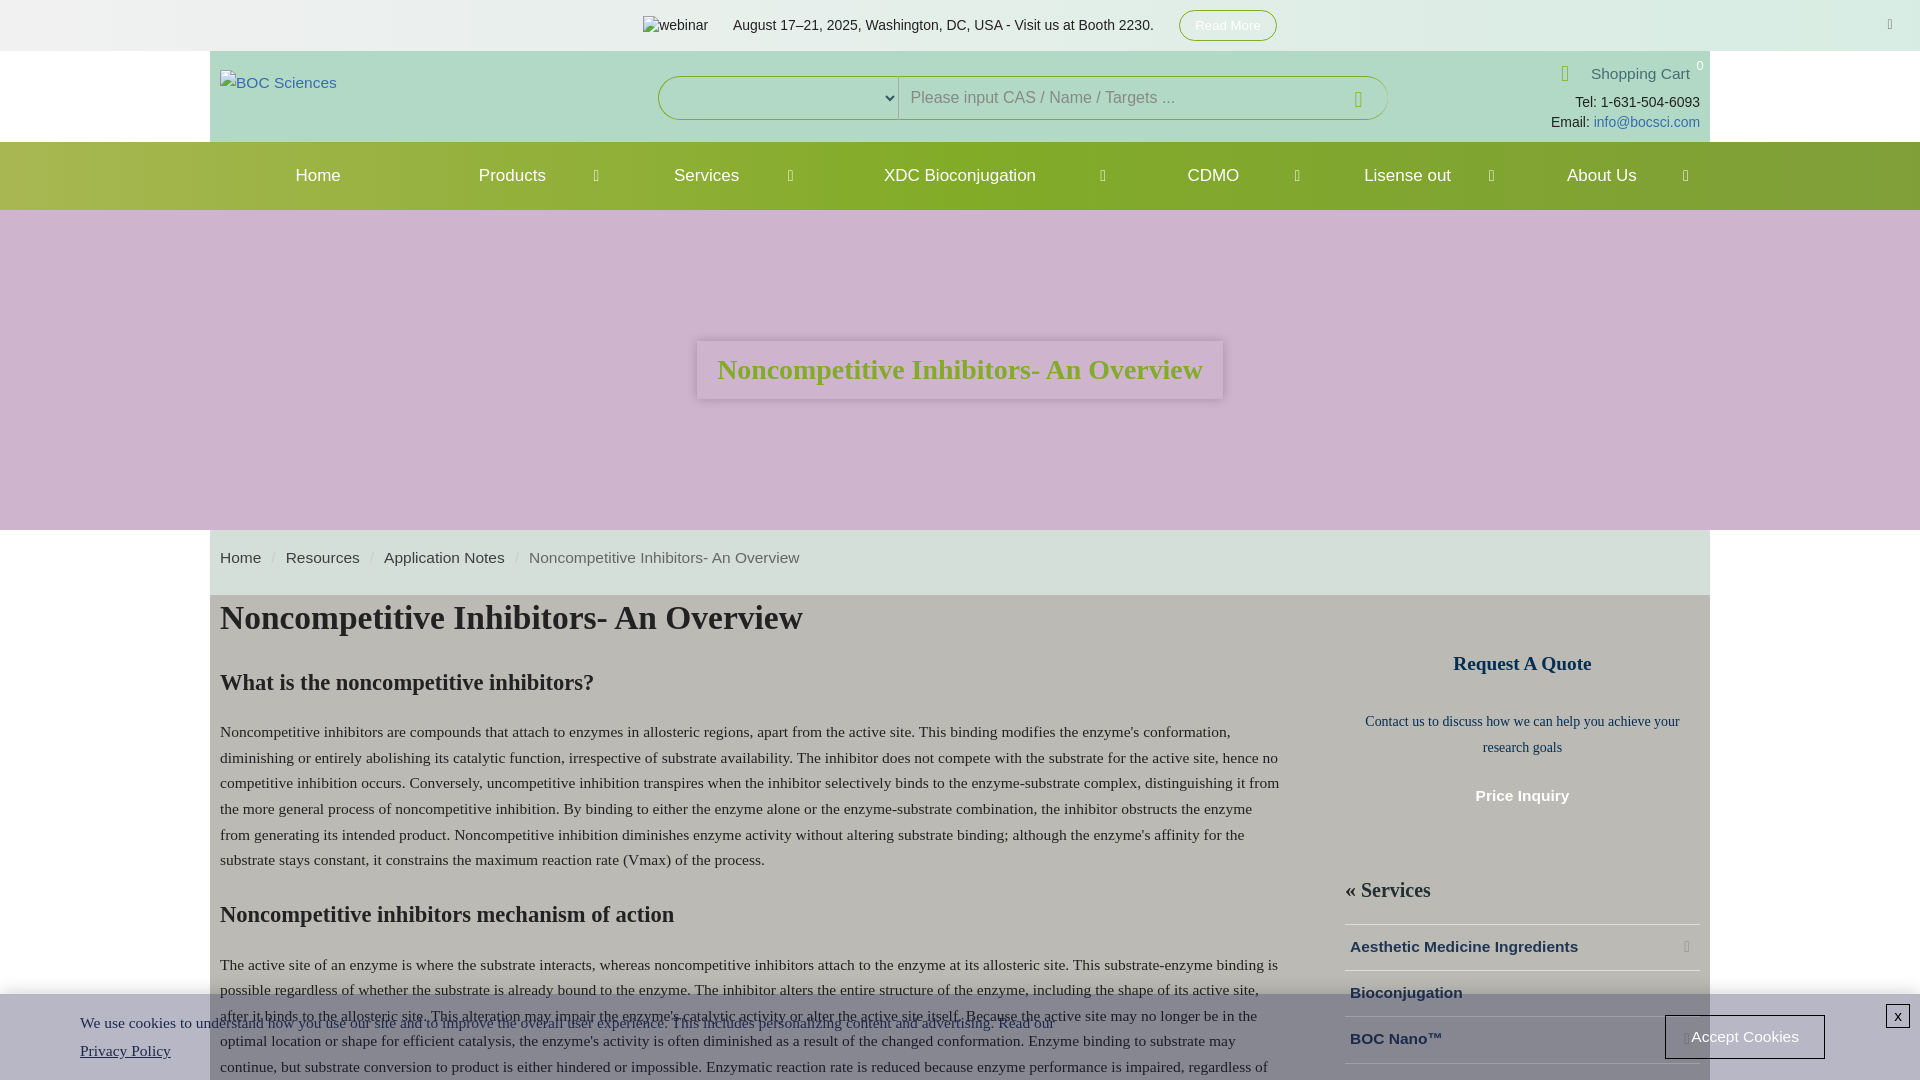 webinar August 17–21, 2025, Washington, DC, USA - Visit us at Booth 2230. Read More
BOC Sciences
Please input CAS / Name / Targets ...
Shopping Cart 0
Tel: 1-631-504-6093
Email: info@bocsci.com
Home Products Services XDC Bioconjugation CDMO Lisense out About Us
Noncompetitive Inhibitors- An Overview
Home / Resources / Application Notes / Noncompetitive Inhibitors- An Overview
Noncompetitive Inhibitors- An Overview
What is the noncompetitive inhibitors?
Noncompetitive inhibitors are compounds that attach to enzymes in allosteric regions, apart from the active site. This binding modifies the enzyme's conformation,
diminishing or entirely abolishing its catalytic function, irrespective of substrate availability. The inhibitor does not compete with the substrate for the active site, hence no
competitive inhibition occurs. Conversely, uncompetitive inhibition transpires when the inhibitor selectively binds to the enzyme-substrate complex, distinguishing it from
the more general process of noncompetitive inhibition. By binding to either the enzyme alone or the enzyme-substrate combination, the inhibitor obstructs the enzyme
from generating its intended product. Noncompetitive inhibition diminishes enzyme activity without altering substrate binding; although the enzyme's affinity for the
substrate stays constant, it constrains the maximum reaction rate (Vmax) of the process.
Noncompetitive inhibitors mechanism of action
The active site of an enzyme is where the substrate interacts, whereas noncompetitive inhibitors attach to the enzyme at its allosteric site. This substrate-enzyme binding is
possible regardless of whether the substrate is already bound to the enzyme. The inhibitor alters the entire structure of the enzyme, including the shape of its active site,
after it binds to the allosteric site. This alteration may impair the enzyme's catalytic activity or alter the active site itself. Because the active site may no longer be in the
optimal location or shape for efficient catalysis, the enzyme's activity is often diminished as a result of the changed conformation. Enzyme binding to substrate may
continue, but substrate conversion to product is either hindered or impossible. Enzymatic reaction rate is reduced because enzyme performance is impaired, regardless of
Request A Quote
Contact us to discuss how we can help you achieve your
research goals
Price Inquiry
« Services
Aesthetic Medicine Ingredients
Bioconjugation
BOC Nano™
We use cookies to understand how you use our site and to improve the overall user experience. This includes personalizing content and advertising. Read our
Privacy Policy
Accept Cookies
x